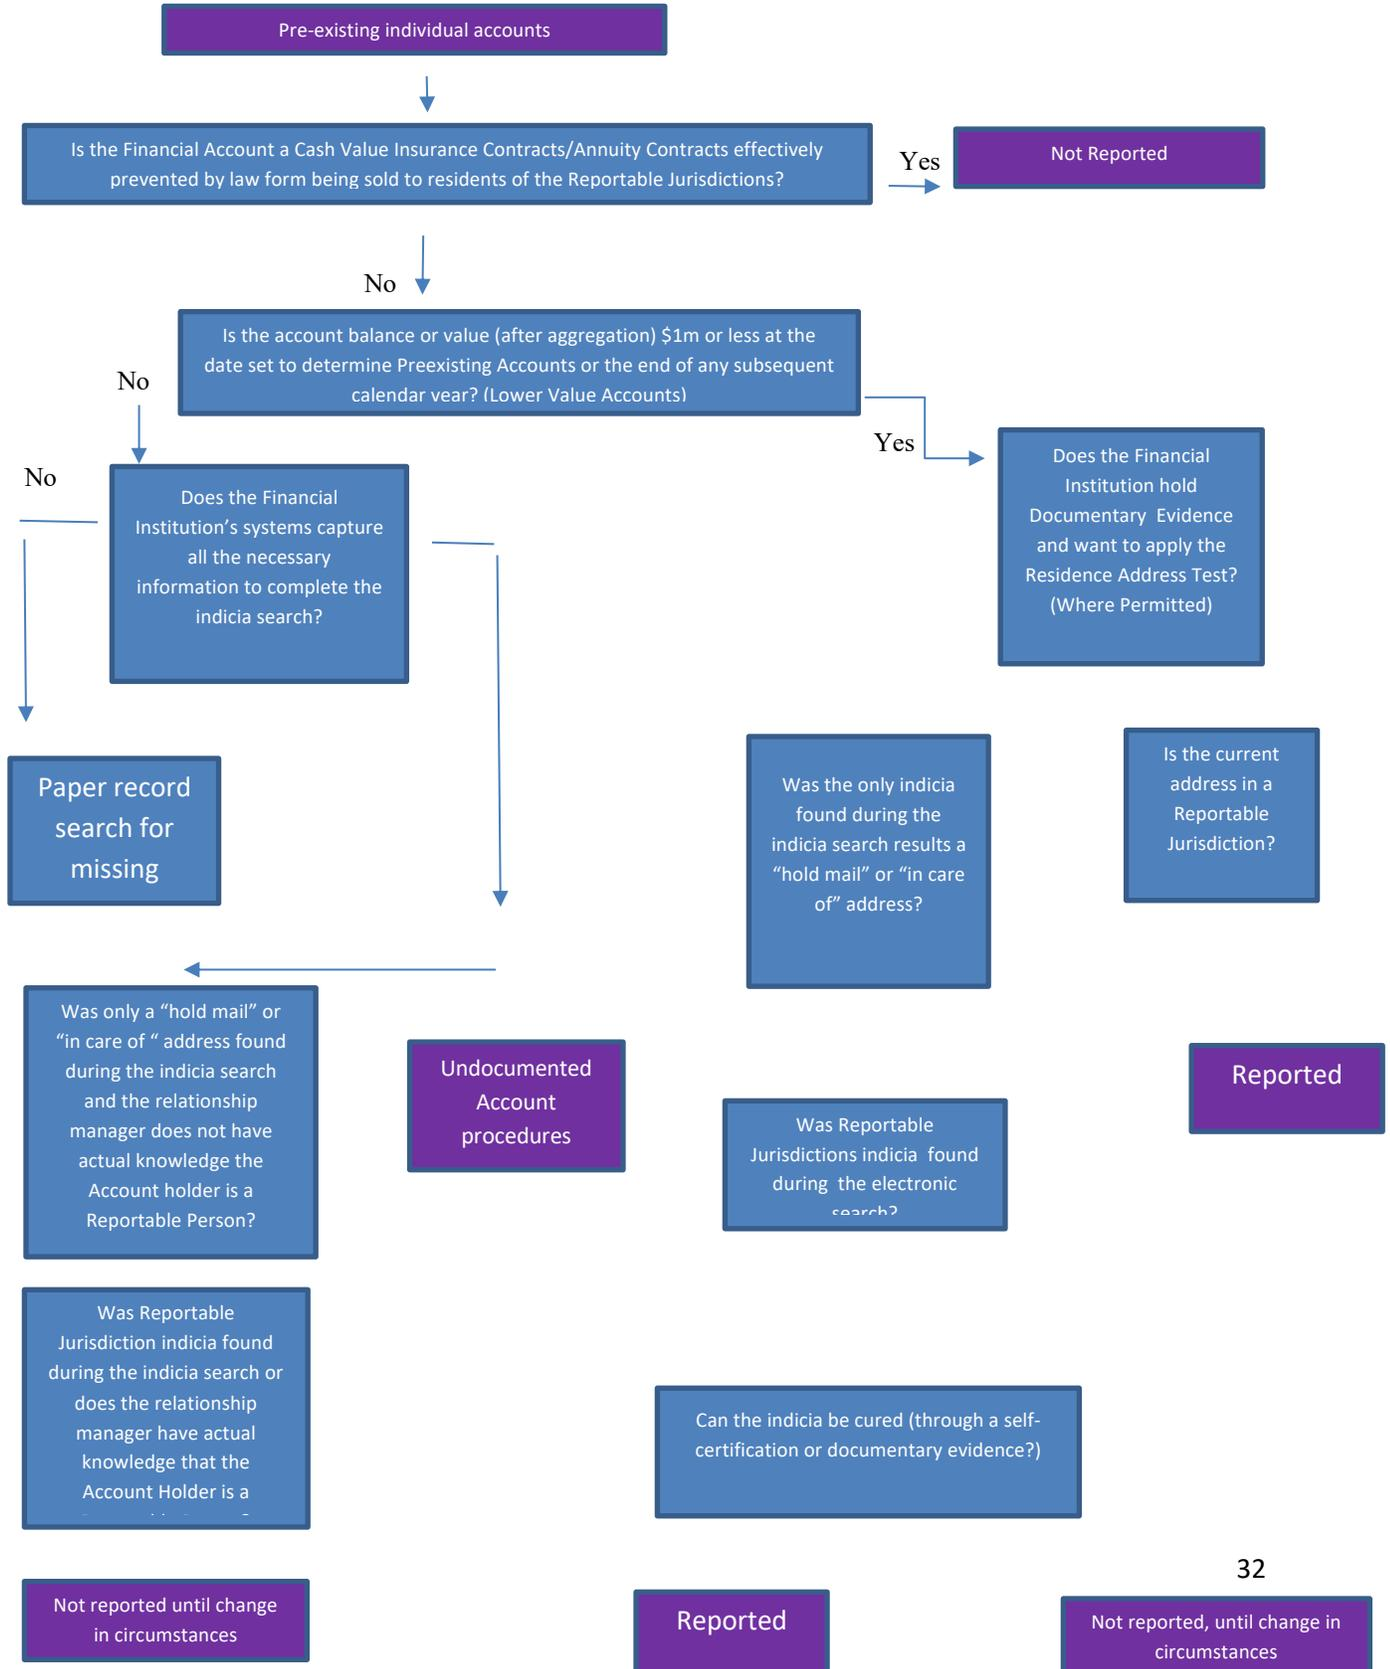 Pre-existing individual accounts
Is the Financial Account a Cash Value Insurance Contracts/Annuity Contracts effectively
prevented by law form being sold to residents of the Reportable Jurisdictions?
Yes
Not Reported
No
Is the account balance or value (after aggregation) $1m or less at the
date set to determine Preexisting Accounts or the end of any subsequent
calendar year? (Lower Value Accounts)
No
Yes
Does the Financial
Institution hold
Documentary Evidence
and want to apply the
Residence Address Test?
(Where Permitted)
No
Does the Financial
Institution’s systems capture
all the necessary
information to complete the
indicia search?
Paper record
search for
missing
Was the only indicia
found during the
indicia search results a
“hold mail” or “in care
of” address?
Is the current
address in a
Reportable
Jurisdiction?
Was only a “hold mail” or
“in care of “ address found
during the indicia search
and the relationship
manager does not have
actual knowledge the
Account holder is a
Reportable Person?
Undocumented
Account
procedures
Reported
Was Reportable
Jurisdictions indicia found
during the electronic
search?
Was Reportable
Jurisdiction indicia found
during the indicia search or
does the relationship
manager have actual
knowledge that the
Account Holder is a
Can the indicia be cured (through a self-
certification or documentary evidence?)
32
Not reported until change
in circumstances
Reported
Not reported, until change in
circumstances